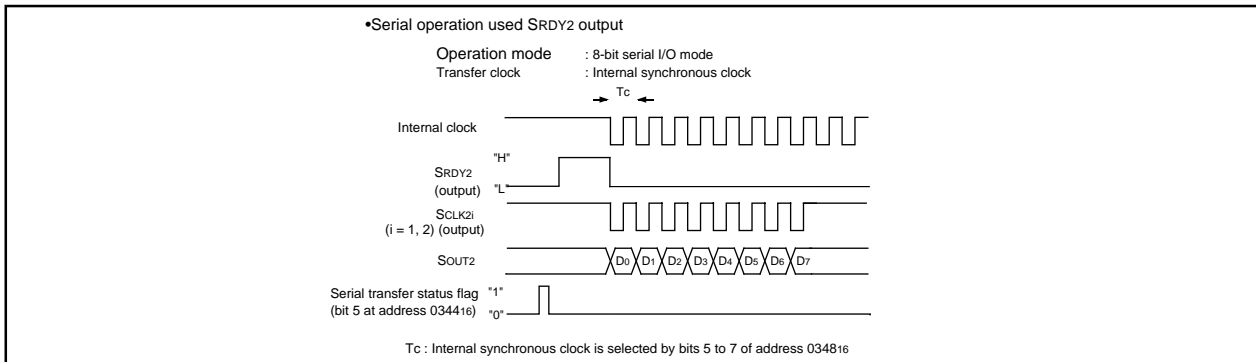 •Serial operation used SRDY2 output
Operation mode : 8-bit serial I/O mode
Transfer clock : Internal synchronous clock
Tc
Internal clock
"H"
SRDY2
(output) "L"
SCLK2i
(i = 1, 2) (output)
SOUT2 D0 D1 D2 D3 D4 D5 D6 D7
Serial transfer status flag "1"
(bit 5 at address 034416) "0"
Tc : Internal synchronous clock is selected by bits 5 to 7 of address 034816